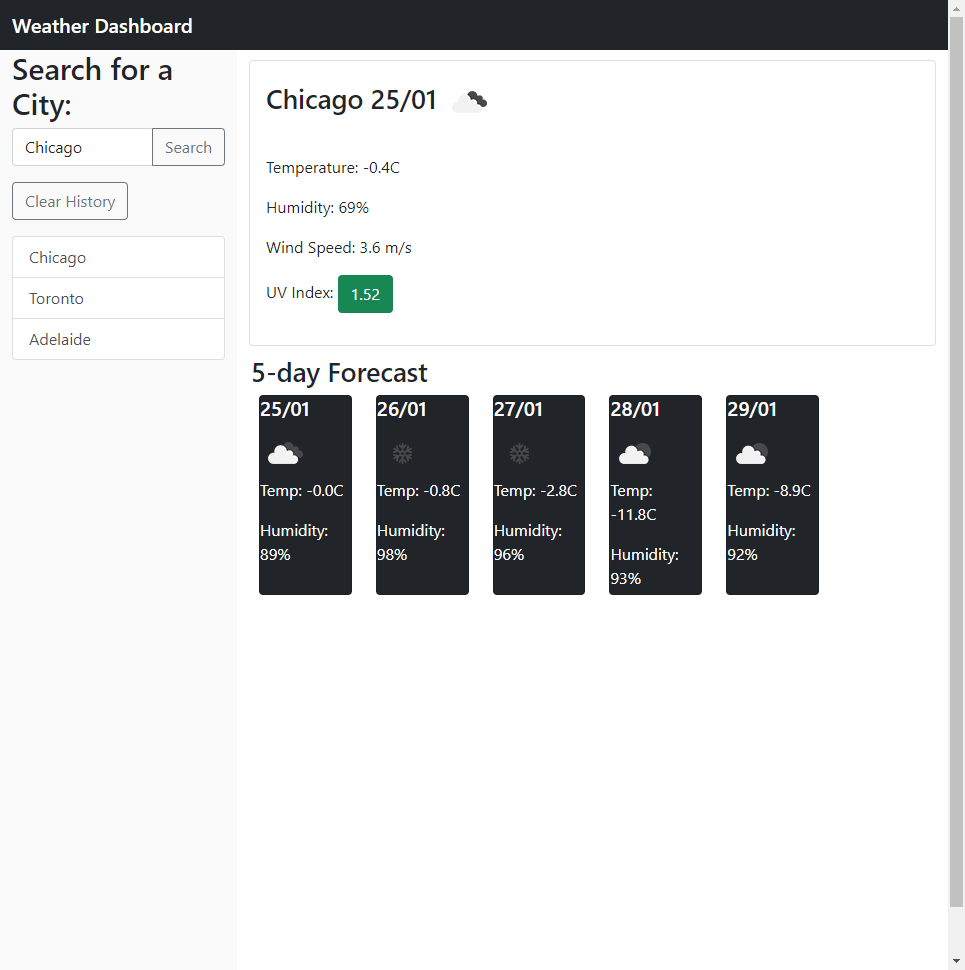 Weather Dashboard
Search for a
City:
Chicago
Search
Clear History
Chicago
Toronto
Adelaide
Chicago 25/01
Temperature: -0.4C
Humidity: 69%
Wind Speed: 3.6 m/s
UV Index: 1.52
5-day Forecast
25/01
Temp: -0.0C
Humidity:
89%
26/01
Temp: -0.8C
Humidity:
98%
27/01
Temp: -2.8C
Humidity:
96%
28/01
Temp:
-11.8C
Humidity:
93%
29/01
Temp: -8.9C
Humidity:
92%